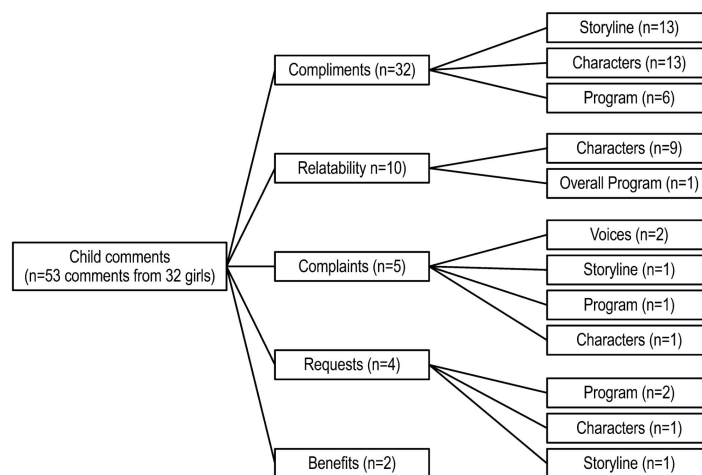 Child comments
(n=53 comments from 32 girls)
Compliments (n=32)
Storyline (n=13)
Characters (n=13)
Program (n=6)
Relatability n=10)
Characters (n=9)
Overall Program (n=1)
Complaints (n=5)
Voices (n=2)
Storyline (n=1)
Program (n=1)
Characters (n=1)
Requests (n=4)
Program (n=2)
Characters (n=1)
Storyline (n=1)
Benefits (n=2)